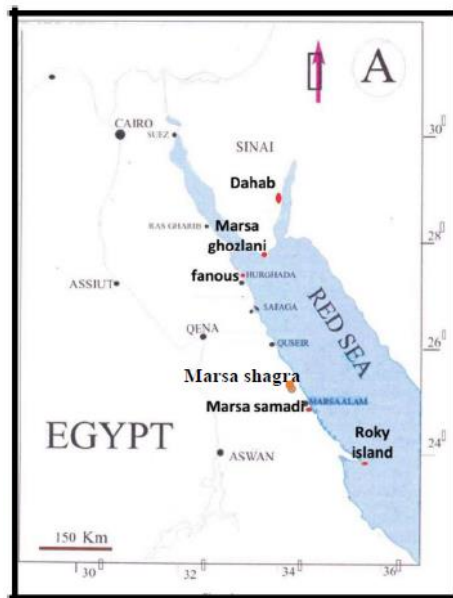 A
CAIRO
SUEZ
30
SINAI
Dahab
RAS GHARIB
Marsa
ghozlani
28
fanous
HURGHADA
ASSIUT
SAFAGA
RED SEA
QENA
QUSEIR
26
Marsa shagra
Marsa samadi
MARSA ALAM
Roky
island
EGYPT
ASWAN
24
150 Km
30
32
34
36